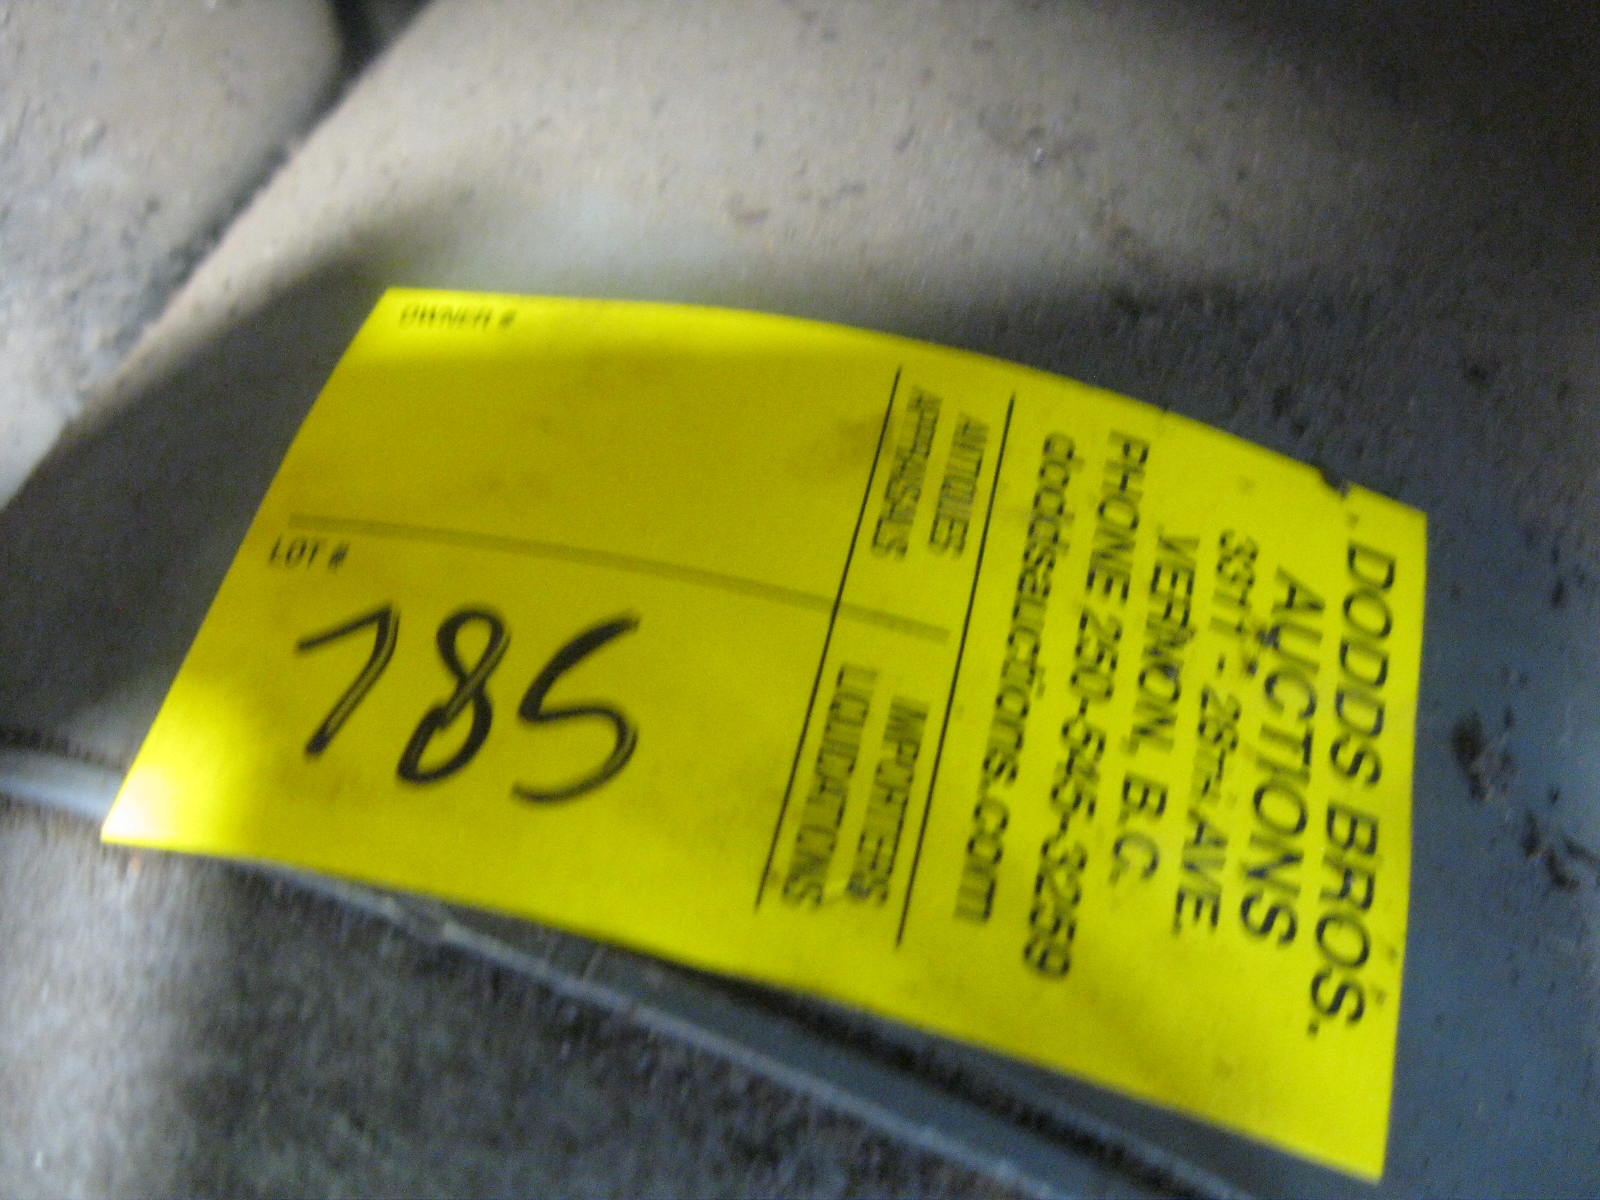 DODDS BROS.
AUCTIONS
3311 - 28TH AVE.
VERNON, B.C.
PHONE 250-545-3259
doddsauctions.com
ANTIQUES
APPRAISALS
IMPORTERS
LIQUIDATIONS
OWNER #
LOT #
785